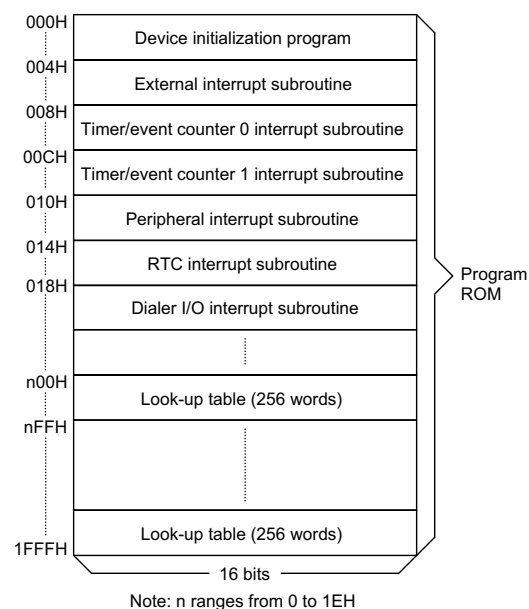 000H
Device initialization program
004H
External interrupt subroutine
008H
Timer/event counter 0 interrupt subroutine
00CH
Timer/event counter 1 interrupt subroutine
010H
Peripheral interrupt subroutine
014H
RTC interrupt subroutine
018H
Dialer I/O interrupt subroutine
Program
ROM
n00H
Look-up table (256 words)
nFFH
Look-up table (256 words)
1FFFH
16 bits
Note: n ranges from 0 to 1EH